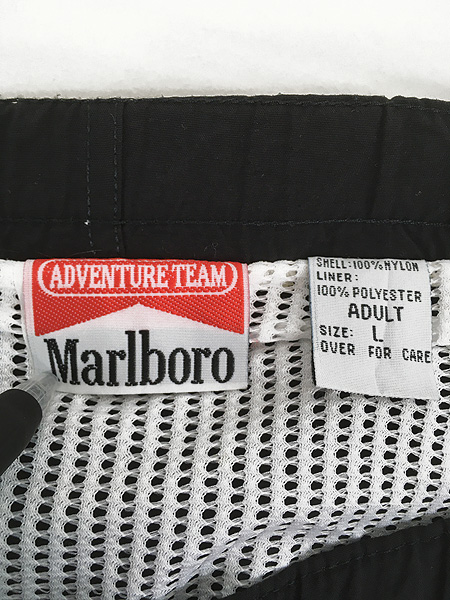 ADVENTURE TEAM
Marlboro
SHELL:100%NYLON
LINER:
100% POLYESTER
ADULT
SIZE: L
OVER FOR CARE